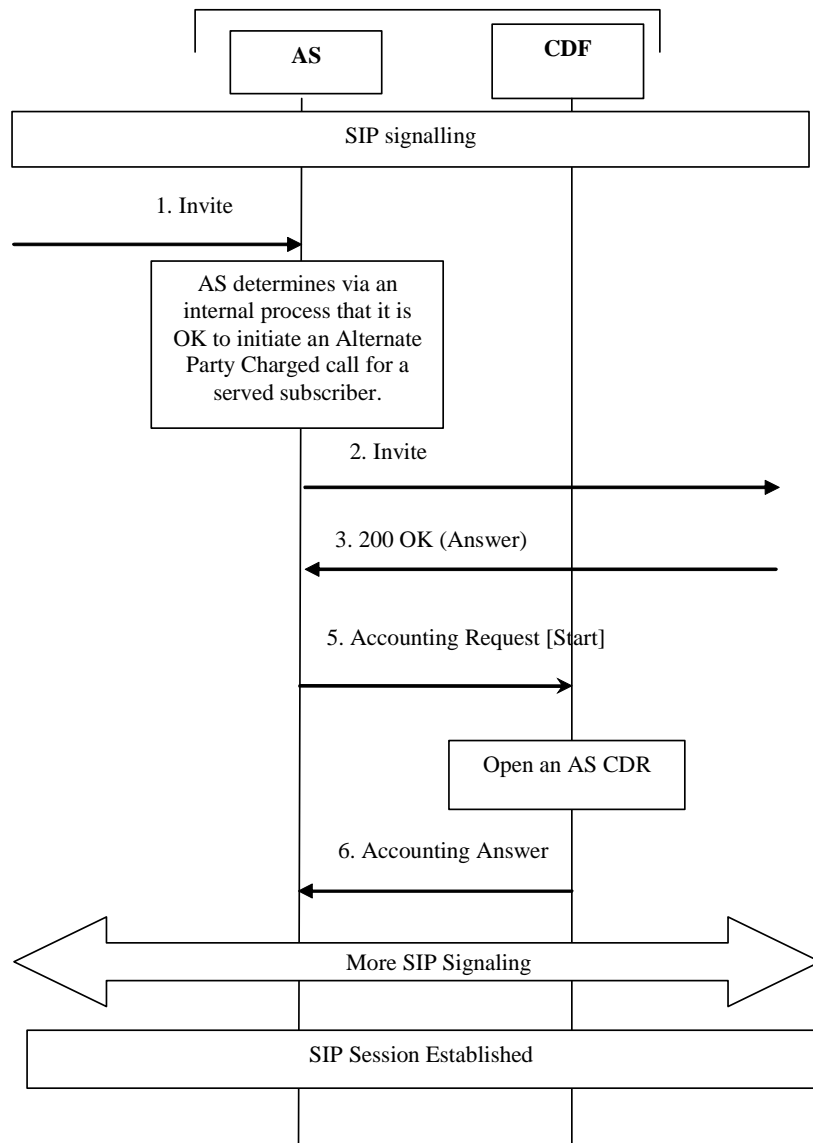 AS
CDF
SIP signalling
1. Invite
AS determines via an
internal process that it is
OK to initiate an Alternate
Party Charged call for a
served subscriber.
2. Invite
3. 200 OK (Answer)
5. Accounting Request [Start]
Open an AS CDR
6. Accounting Answer
More SIP Signaling
SIP Session Established